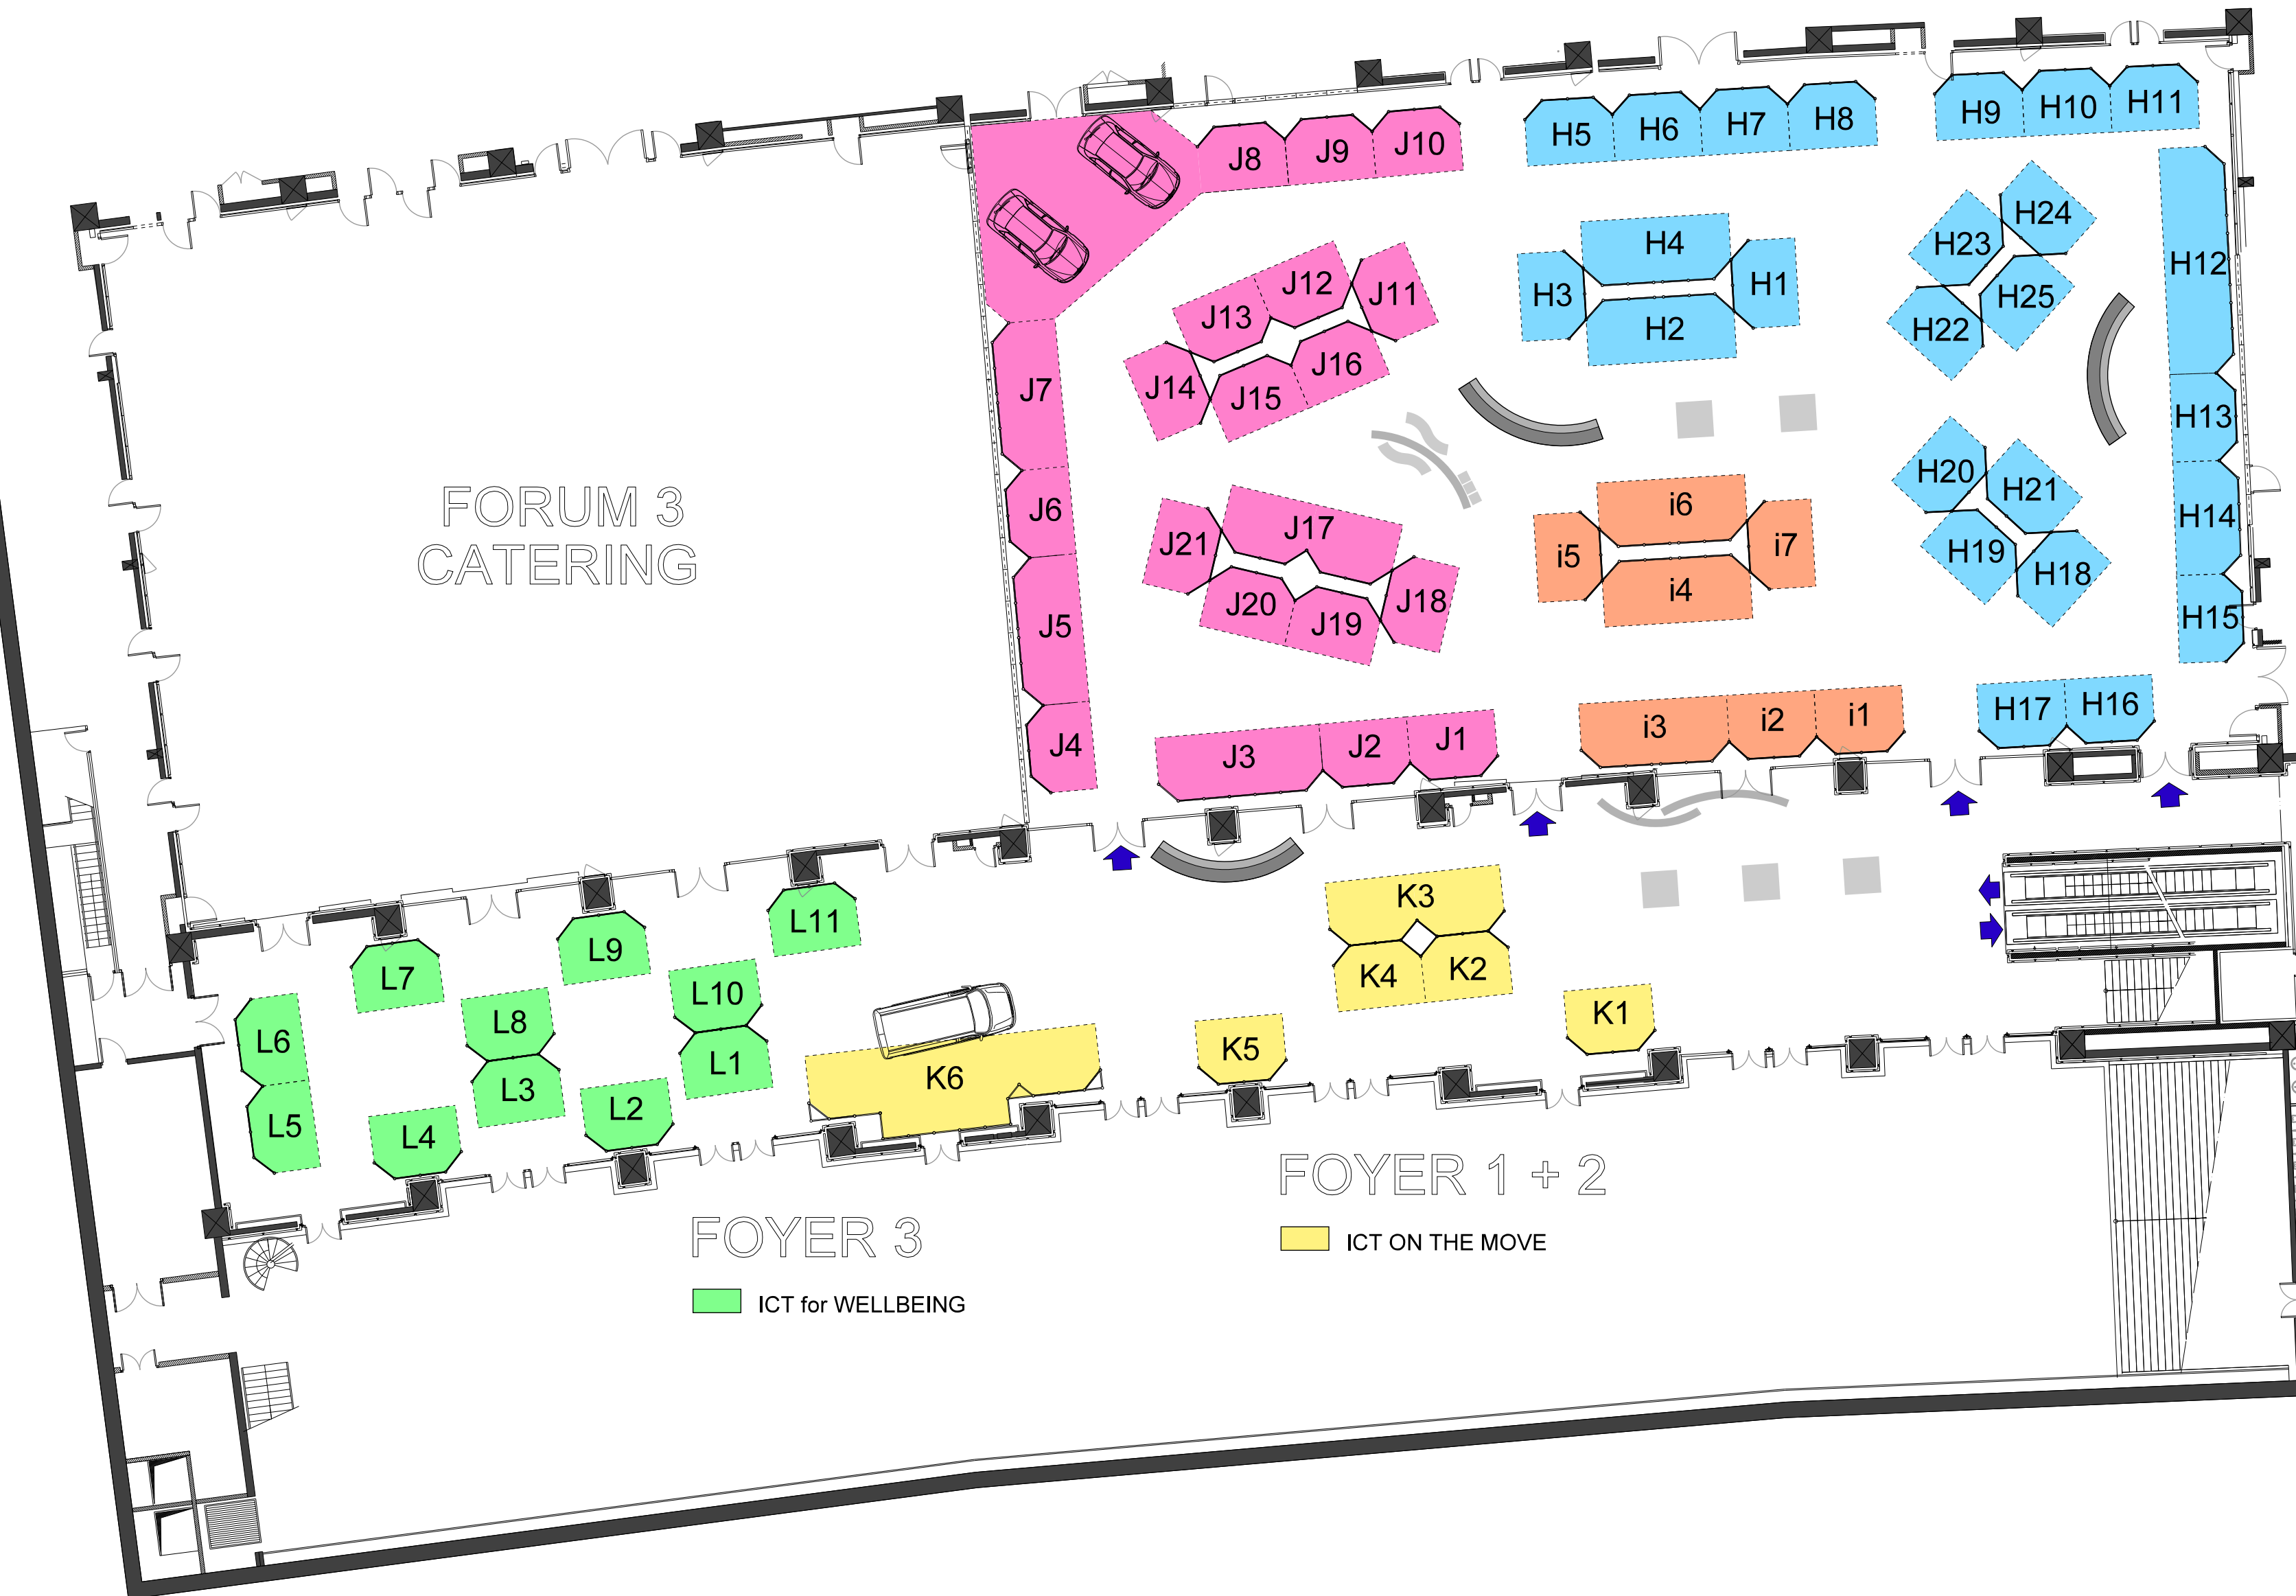 H9
H10
H11
H5
H6
H7
H8
J8
J9
J10
H24
H23
H4
H12
H3
H1
J12
J11
H25
J13
H2
H22
J16
J14
J7
J15
H13
H20
H21
FORUM 3
CATERING
J6
i6
H14
J17
J21
i5
i7
H19
H18
i4
J20
J18
J19
J5
H15
H17
H16
i3
i2
i1
J4
J3
J2
J1
K3
L11
L9
L7
K4
K2
L10
K1
L8
L6
K5
L1
K6
L3
L2
L5
L4
FOYER 1 + 2
FOYER 3
ICT ON THE MOVE
ICT for WELLBEING